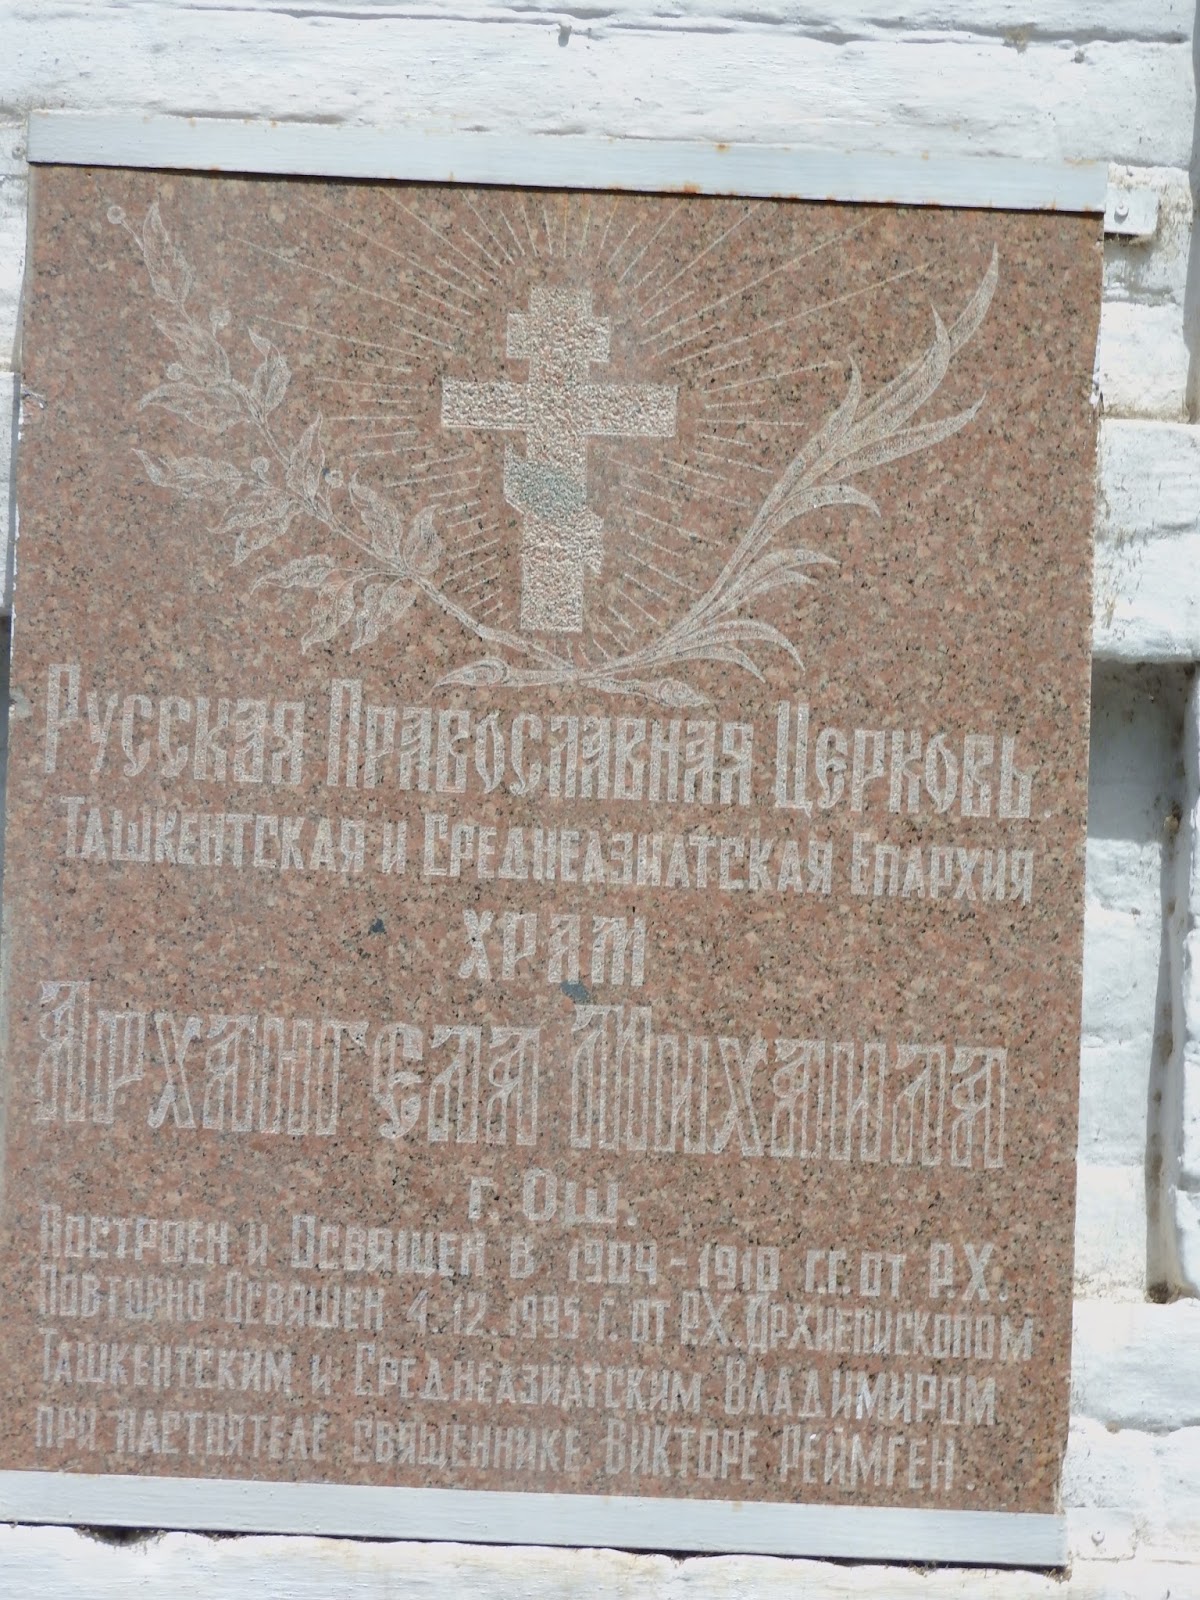 Русская Православная Церковь.
Ташкентская и Среднеазиатская Епархия
храм
Архангела Михаила
г. Ош.
Построен и Освящен в 1904-1910 г.г. от Р.Х.
Повторно Освящен 4.12.1995 г. от Р.Х. Архиепископом
Ташкентским и Среднеазиатским Владимиром
при настоятеле священнике Викторе Реймген.